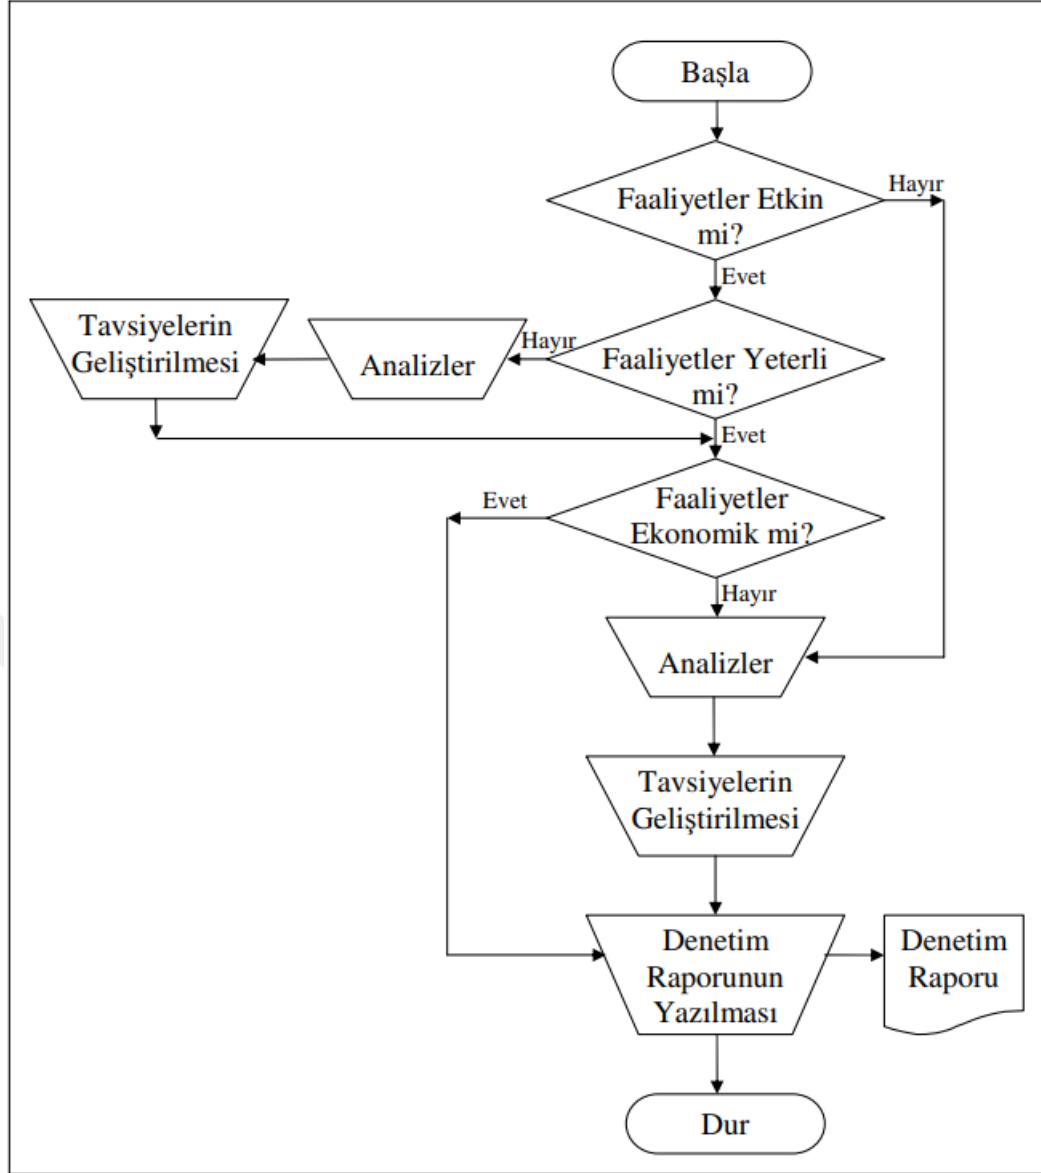 Başla
Hayır
Faaliyetler Etkin
mi?
Evet
Tavsiyelerin
Geliştirilmesi
Analizler
Hayır
Faaliyetler Yeterli
mi?
Evet
Evet
Faaliyetler
Ekonomik mi?
Hayır
Analizler
Tavsiyelerin
Geliştirilmesi
Denetim
Raporunun
Yazılması
Denetim
Raporu
Dur